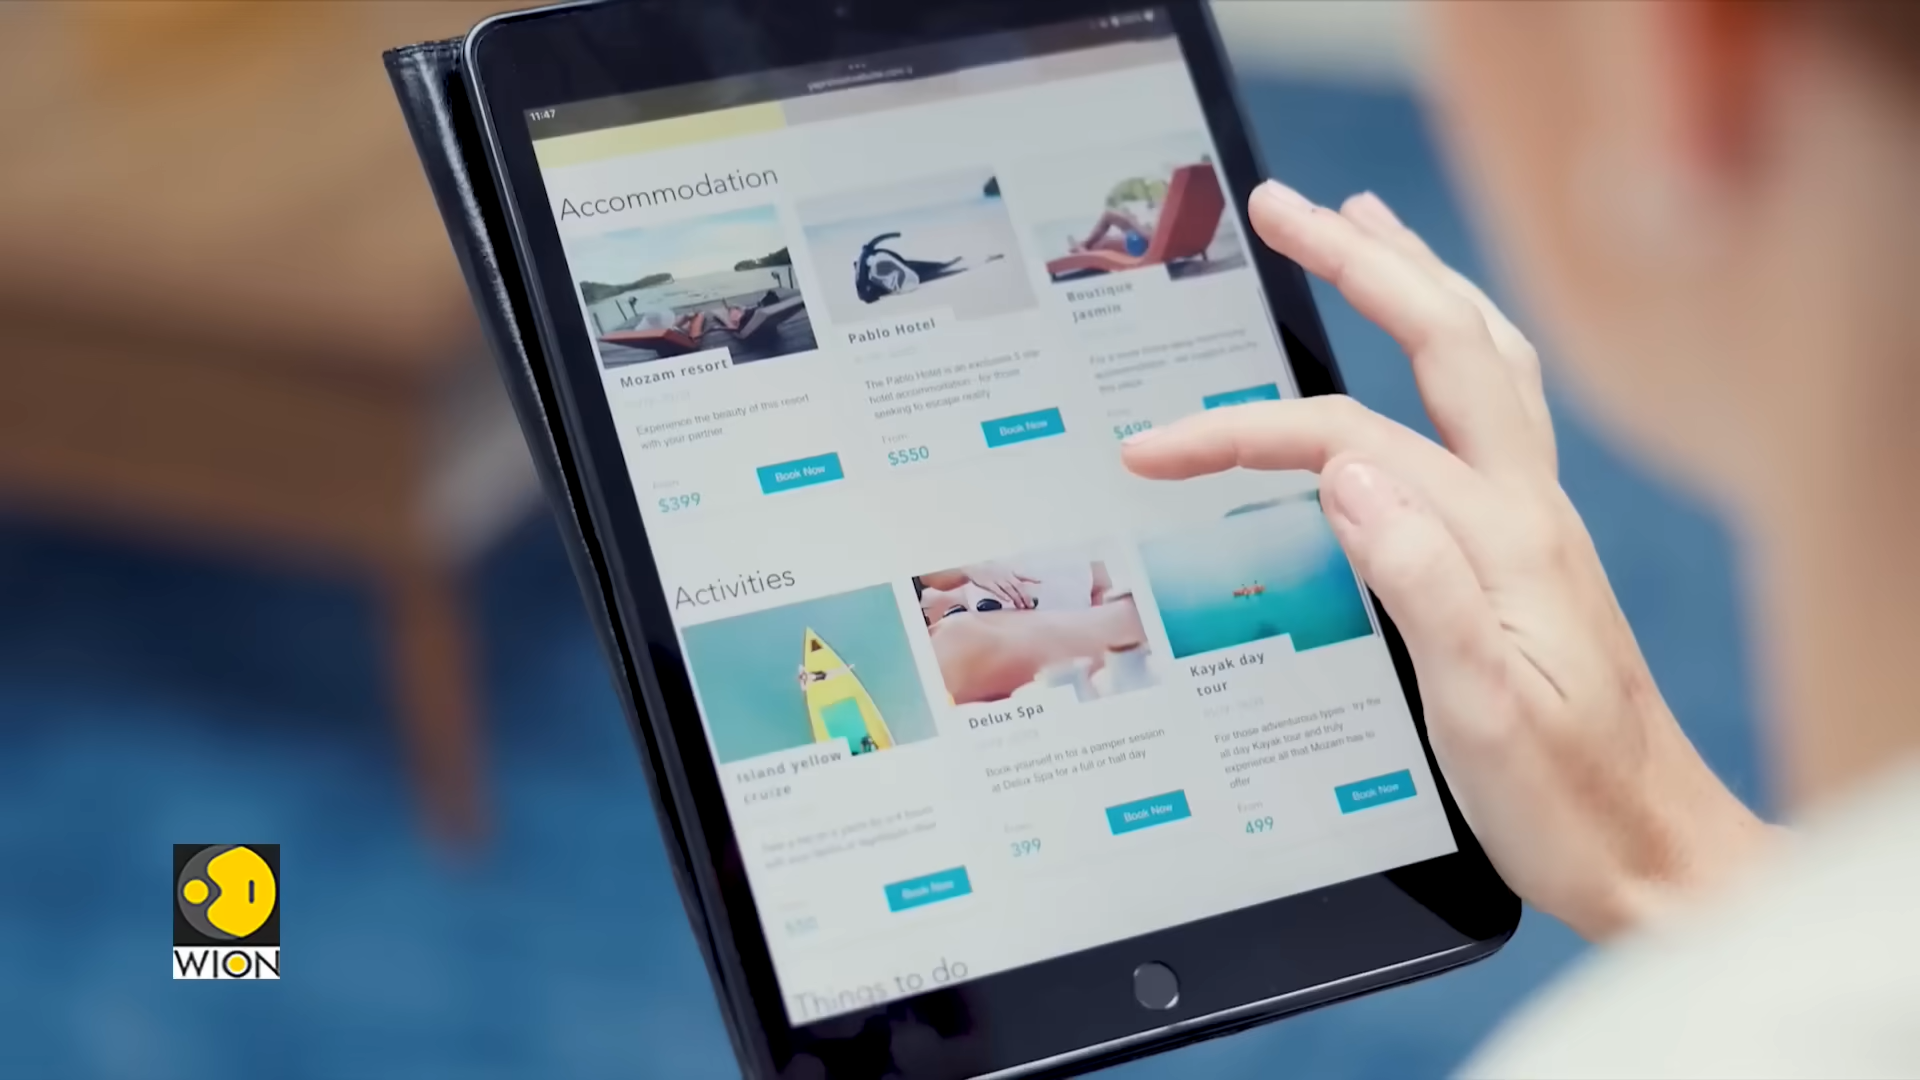 11:47
Accommodation
Mozam resort
Experience the beauty of this resort
with your partner
From
$399
Book Now
Pablo Hotel
The Pablo Hotel is an exclusive 5 star
hotel accommodation - for those
seeking to escape reality
From
$550
Book Now
Boutique
Jasmin
$499
Activities
Island yellow
cruize
$50
Book Now
Delux Spa
Book yourself in for a pamper session
at Delux Spa for a full or half day
From
399
Book Now
Kayak day
tour
For those adventurous types - try the
all day Kayak tour and truly
experience all that Mozam has to
offer
From
499
Book Now
Things to do
WION